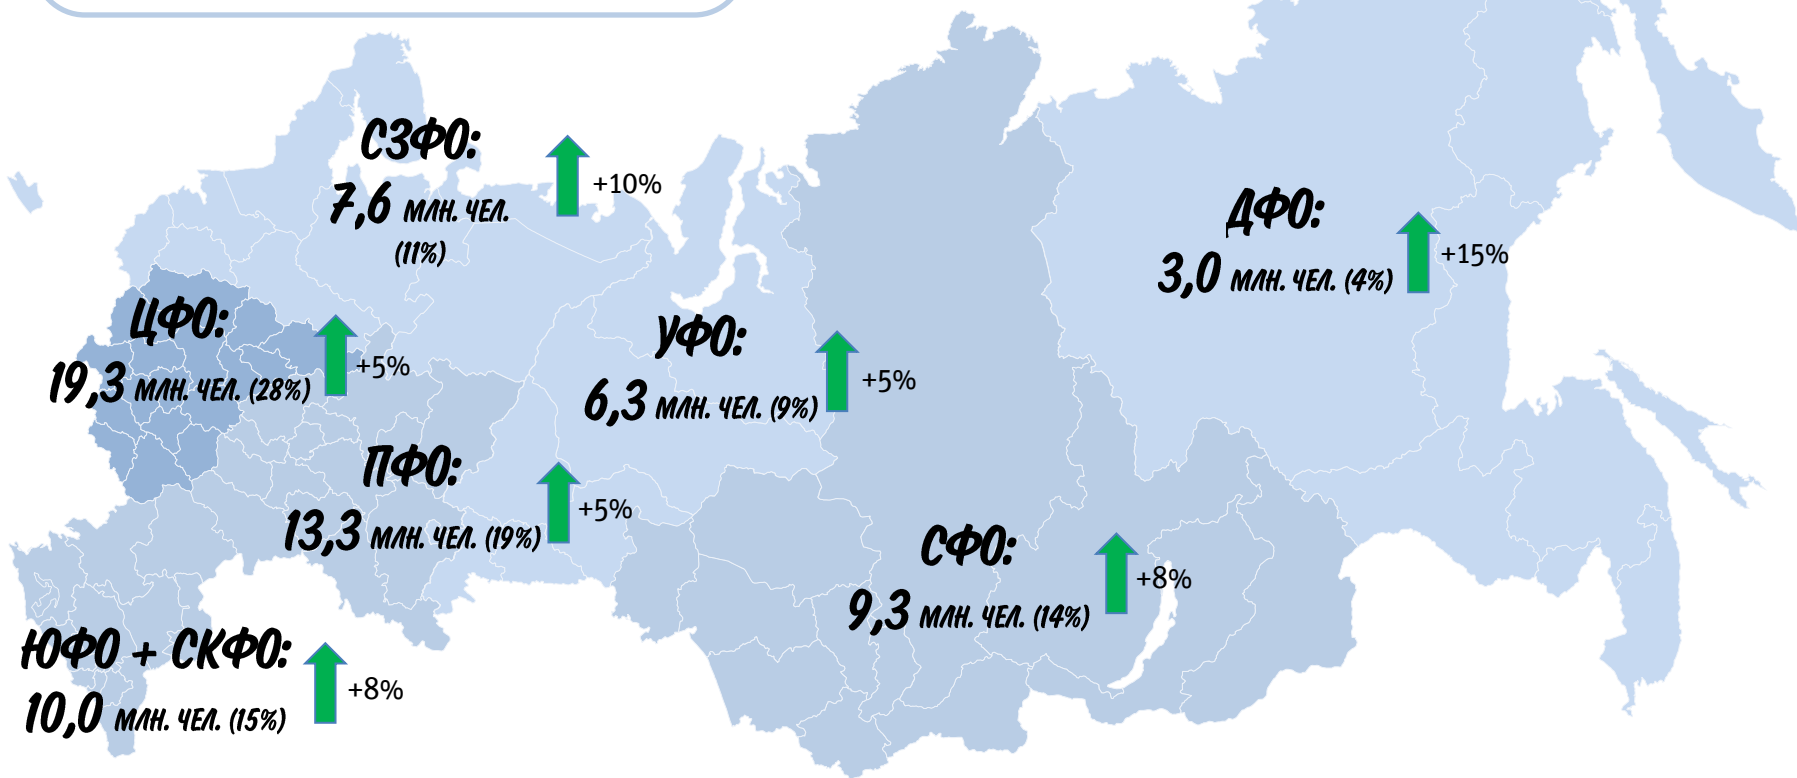 СЗФО:
7,6 МЛН. ЧЕЛ.
(11%)
+10%
ДФО:
3,0 МЛН. ЧЕЛ. (4%)
+15%
ЦФО:
19,3 МЛН. ЧЕЛ. (28%)
+5%
УФО:
6,3 МЛН. ЧЕЛ. (9%)
+5%
ПФО:
13,3 МЛН. ЧЕЛ. (19%)
+5%
СФО:
9,3 МЛН. ЧЕЛ. (14%)
+8%
ЮФО + СКФО:
10,0 МЛН. ЧЕЛ. (15%)
+8%